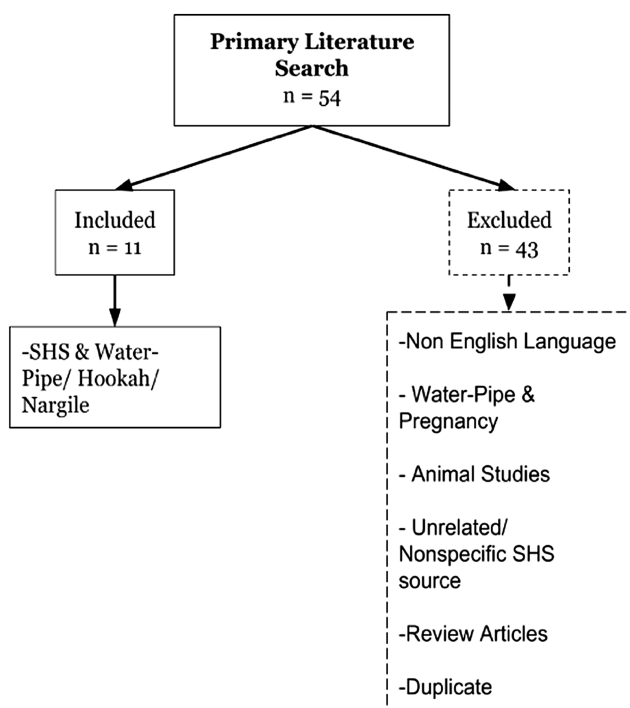 Primary Literature
Search
n = 54
Included
n = 11
Excluded
n = 43
-SHS & Water-
Pipe/ Hookah/
Nargile
-Non English Language
- Water-Pipe &
Pregnancy
- Animal Studies
- Unrelated/
Nonspecific SHS
source
-Review Articles
-Duplicate